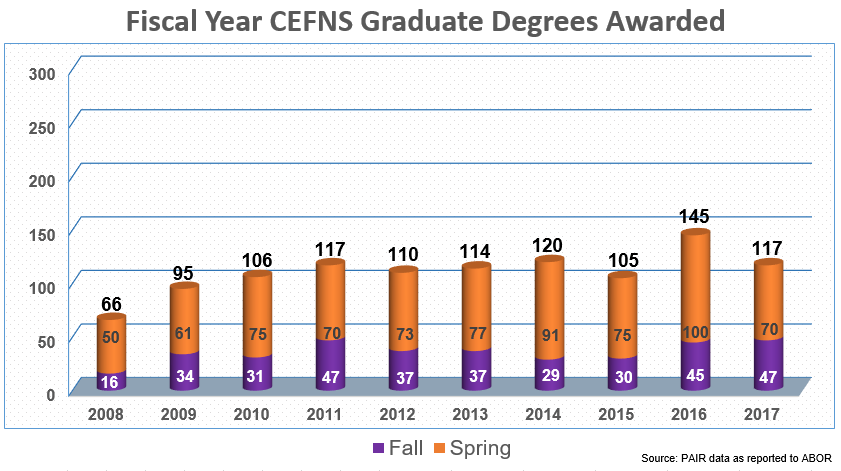 Fiscal Year CEFNS Graduate Degrees Awarded
300
250
200
150
100
50
0
66 95 106 117 110 114 120 105 145 117
50 61 75 70 73 77 91 75 100 70
16 34 31 47 37 37 29 30 45 47
2008 2009 2010 2011 2012 2013 2014 2015 2016 2017
Fall Spring
Source: PAIR data as reported to ABOR